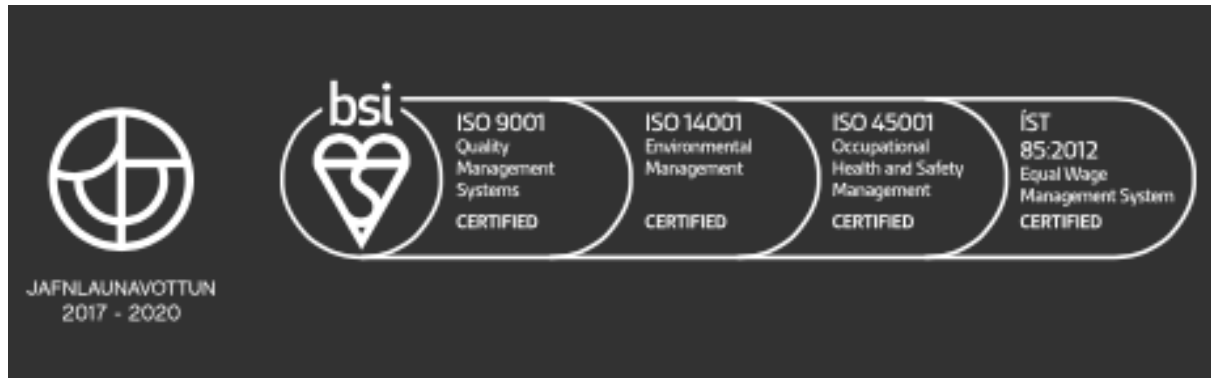 JAFNLAUNAVOTTUN
2017 - 2020
bsi
ISO 9001
Quality
Management
Systems
CERTIFIED
ISO 14001
Environmental
Management
CERTIFIED
ISO 45001
Occupational
Health and Safety
Management
CERTIFIED
ÍST
85:2012
Equal Wage
Management System
CERTIFIED